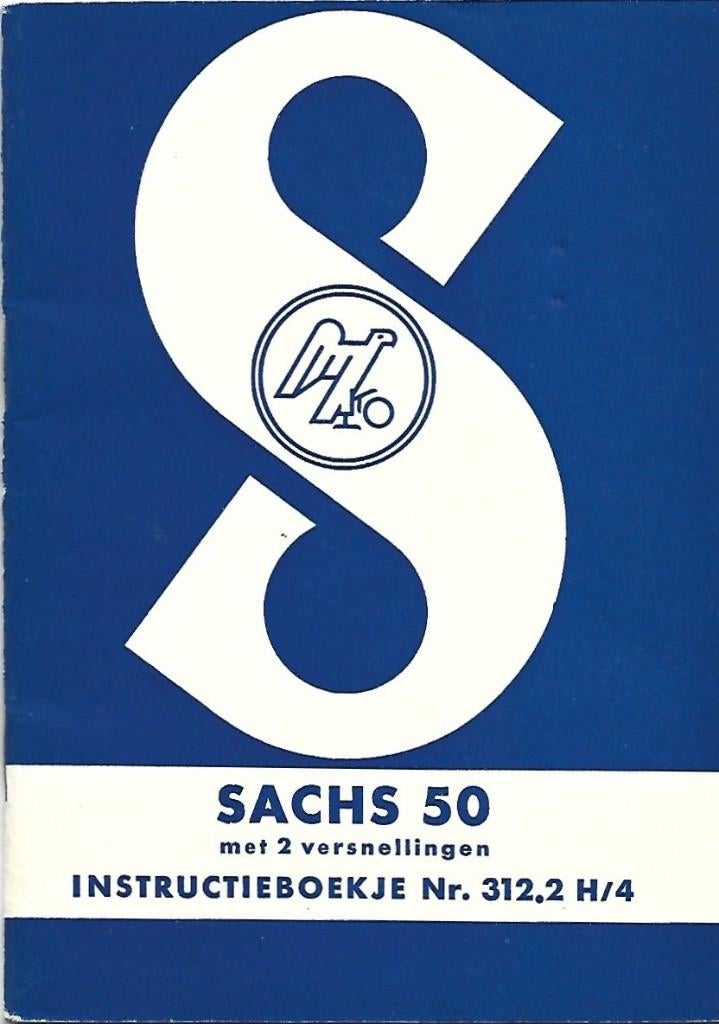 S
SACHS 50
met 2 versnellingen
INSTRUCTIEBOEKJE Nr. 312.2 H/4